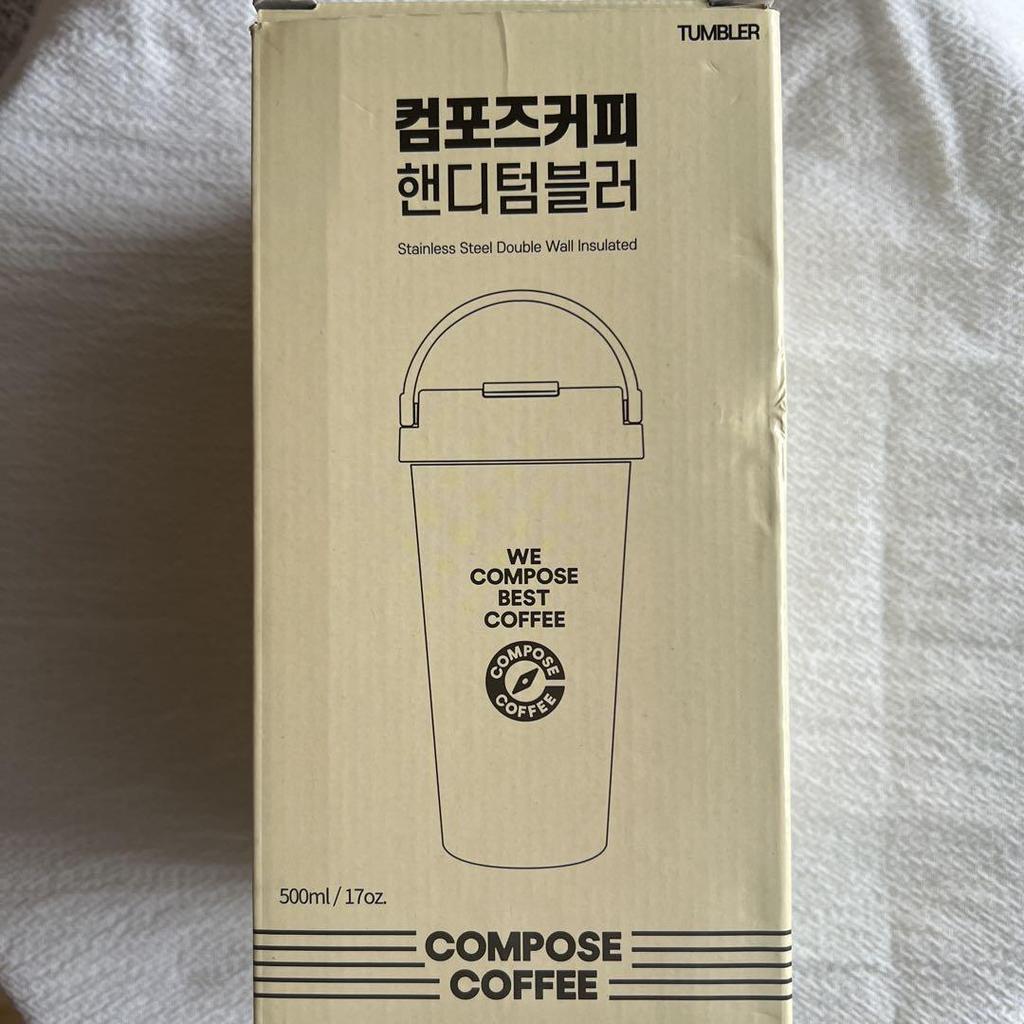 TUMBLER
컴포즈커피
핸디텀블러
Stainless Steel Double Wall Insulated
WE
COMPOSE
BEST
COFFEE
COMPOSE
COFFEE
500ml / 17oz.
COMPOSE
COFFEE